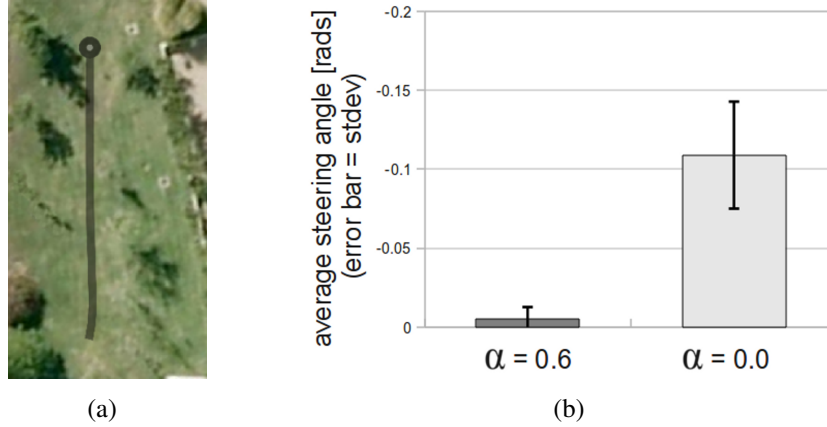 -0.2
-0.15
-0.1
-0.05
0
average steering angle [rads]
(error bar = stdev)
α = 0.6
α = 0.0
(a)
(b)